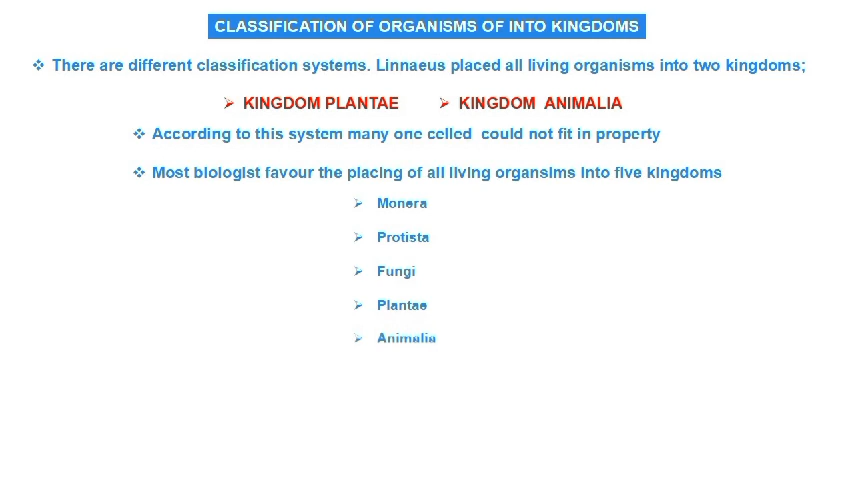 CLASSIFICATION OF ORGANISMS OF INTO KINGDOMS
There are different classification systems. Linnaeus placed all living organisms into two kingdoms;
KINGDOM PLANTAE KINGDOM ANIMALIA
According to this system many one celled could not fit in property
Most biologist favour the placing of all living organsims into five kingdoms
Monera
Protista
Fungi
Plantae
Animalia